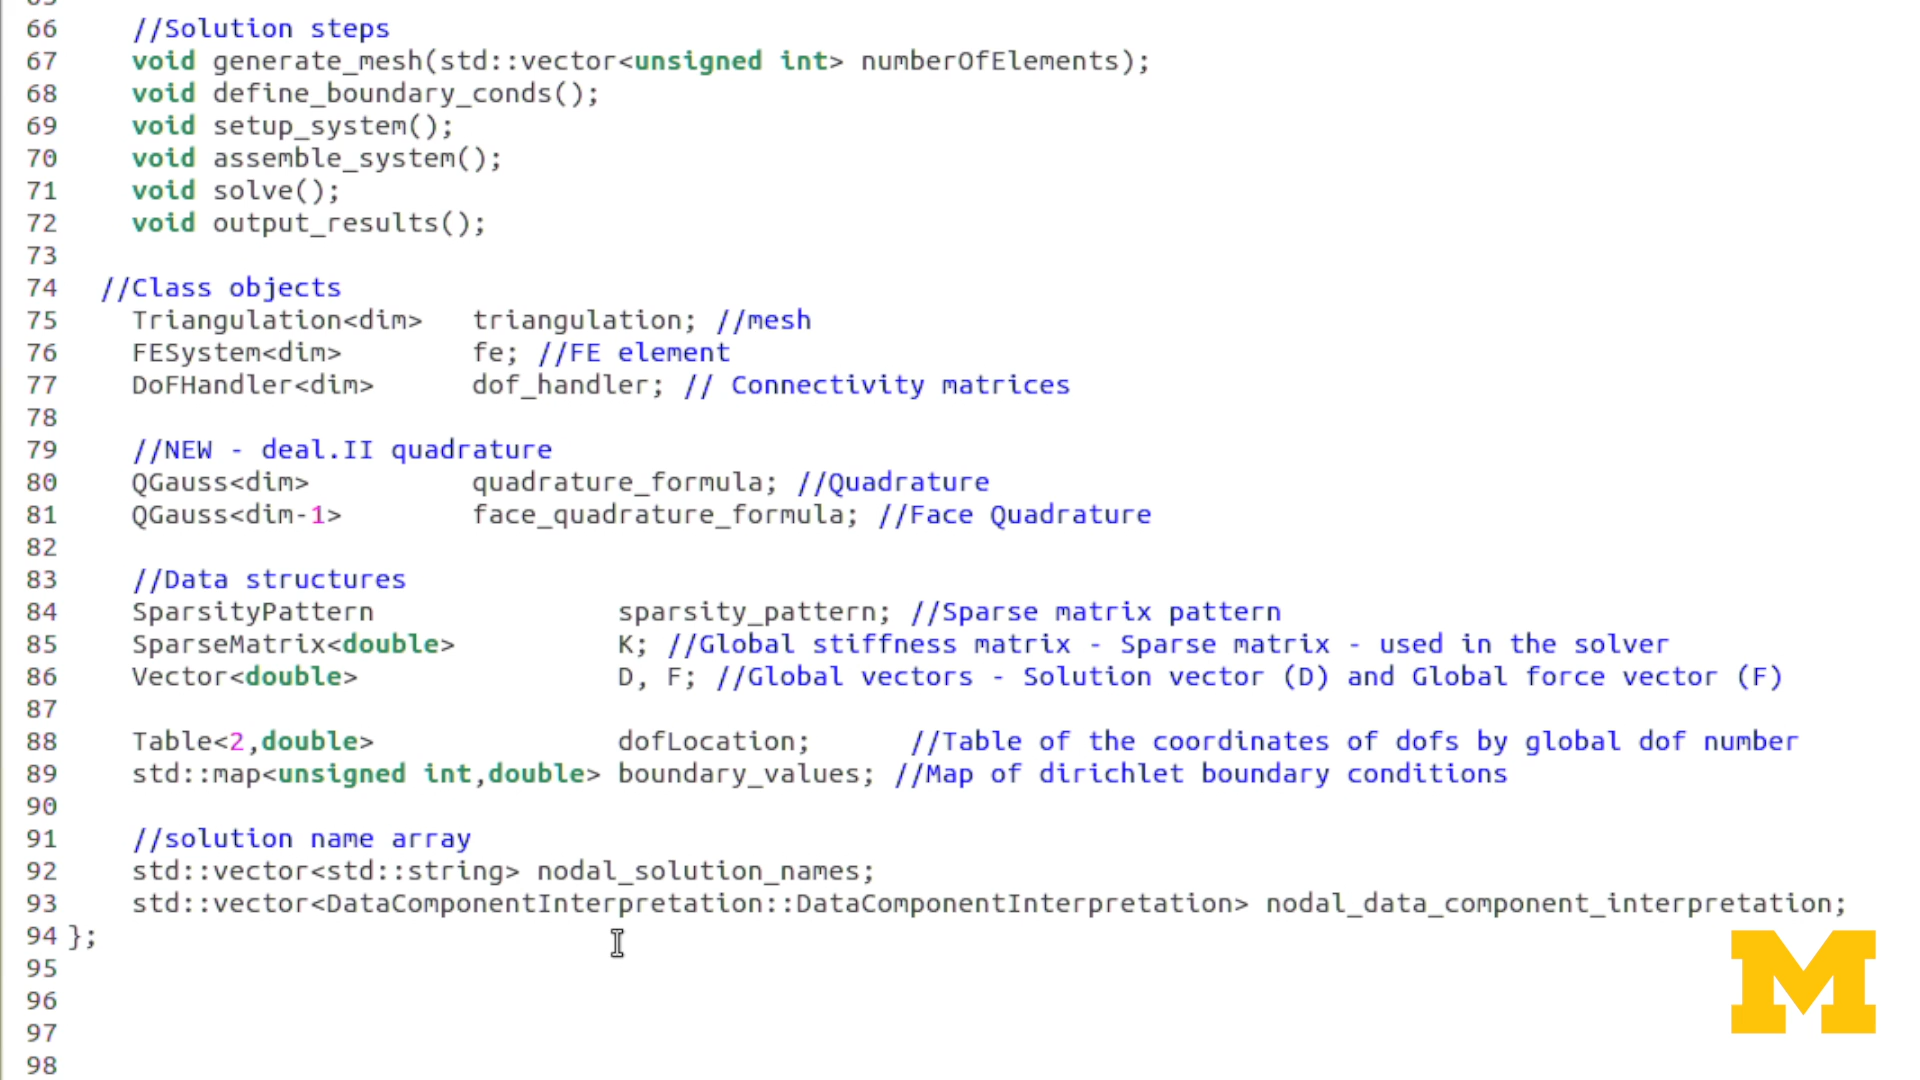 66 //Solution steps
67 void generate_mesh(std::vector<unsigned int> numberOfElements);
68 void define_boundary_conds();
69 void setup_system();
70 void assemble_system();
71 void solve();
72 void output_results();
73
74 //Class objects
75 Triangulation<dim> triangulation; //mesh
76 FESystem<dim> fe; //FE element
77 DoFHandler<dim> dof_handler; // Connectivity matrices
78
79 //NEW - deal.II quadrature
80 QGauss<dim> quadrature_formula; //Quadrature
81 QGauss<dim-1> face_quadrature_formula; //Face Quadrature
82
83 //Data structures
84 SparsityPattern sparsity_pattern; //Sparse matrix pattern
85 SparseMatrix<double> K; //Global stiffness matrix - Sparse matrix - used in the solver
86 Vector<double> D, F; //Global vectors - Solution vector (D) and Global force vector (F)
87
88 Table<2,double> dofLocation; //Table of the coordinates of dofs by global dof number
89 std::map<unsigned int,double> boundary_values; //Map of dirichlet boundary conditions
90
91 //solution name array
92 std::vector<std::string> nodal_solution_names;
93 std::vector<DataComponentInterpretation::DataComponentInterpretation> nodal_data_component_interpretation;
94 };
95
96
97
98
M